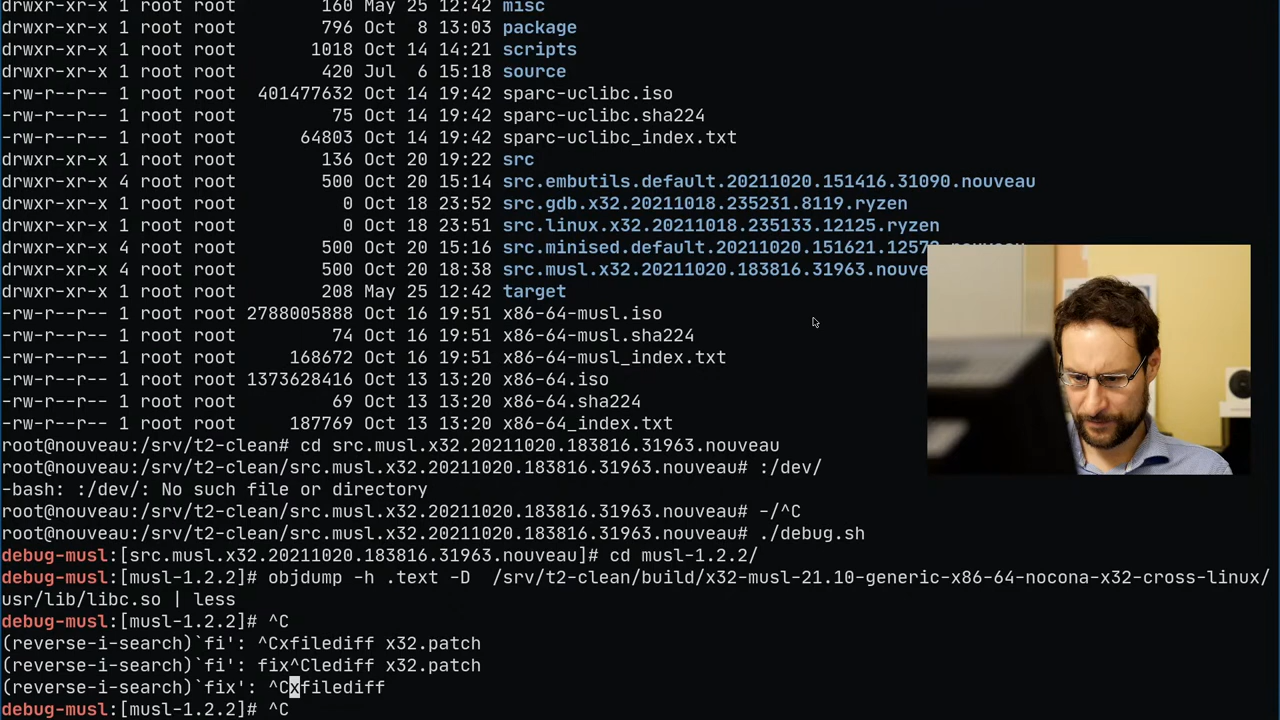 drwxr-xr-x 1 root root 160 May 25 12:42 misc
drwxr-xr-x 1 root root 796 Oct 8 13:03 package
drwxr-xr-x 1 root root 1018 Oct 14 14:21 scripts
drwxr-xr-x 1 root root 420 Jul 6 15:18 source
-rw-r--r-- 1 root root 401477632 Oct 14 19:42 sparc-uclibc.iso
-rw-r--r-- 1 root root 75 Oct 14 19:42 sparc-uclibc.sha224
-rw-r--r-- 1 root root 64803 Oct 14 19:42 sparc-uclibc_index.txt
drwxr-xr-x 1 root root 136 Oct 20 19:22 src
drwxr-xr-x 4 root root 500 Oct 20 15:14 src.embutils.default.20211020.151416.31090.nouveau
drwxr-xr-x 1 root root 0 Oct 18 23:52 src.gdb.x32.20211018.235231.8119.ryzen
drwxr-xr-x 1 root root 0 Oct 18 23:51 src.linux.x32.20211018.235133.12125.ryzen
drwxr-xr-x 4 root root 500 Oct 20 15:16 src.minised.default.20211020.151621.12572.nouveau
drwxr-xr-x 4 root root 500 Oct 20 18:38 src.musl.x32.20211020.183816.31963.nouve
drwxr-xr-x 1 root root 208 May 25 12:42 target
-rw-r--r-- 1 root root 2788005888 Oct 16 19:51 x86-64-musl.iso
-rw-r--r-- 1 root root 74 Oct 16 19:51 x86-64-musl.sha224
-rw-r--r-- 1 root root 168672 Oct 16 19:51 x86-64-musl_index.txt
-rw-r--r-- 1 root root 1373628416 Oct 13 13:20 x86-64.iso
-rw-r--r-- 1 root root 69 Oct 13 13:20 x86-64.sha224
-rw-r--r-- 1 root root 187769 Oct 13 13:20 x86-64_index.txt
root@nouveau:/srv/t2-clean# cd src.musl.x32.20211020.183816.31963.nouveau
root@nouveau:/srv/t2-clean/src.musl.x32.20211020.183816.31963.nouveau# :/dev/
-bash: :/dev/: No such file or directory
root@nouveau:/srv/t2-clean/src.musl.x32.20211020.183816.31963.nouveau# -/^C
root@nouveau:/srv/t2-clean/src.musl.x32.20211020.183816.31963.nouveau# ./debug.sh
debug-musl:[src.musl.x32.20211020.183816.31963.nouveau]# cd musl-1.2.2/
debug-musl:[musl-1.2.2]# objdump -h .text -D  /srv/t2-clean/build/x32-musl-21.10-generic-x86-64-nocona-x32-cross-linux/
usr/lib/libc.so | less
debug-musl:[musl-1.2.2]# ^C
(reverse-i-search)`fi': ^Cxfilediff x32.patch
(reverse-i-search)`fi': fix^Clediff x32.patch
(reverse-i-search)`fix': ^Cxfilediff
debug-musl:[musl-1.2.2]# ^C